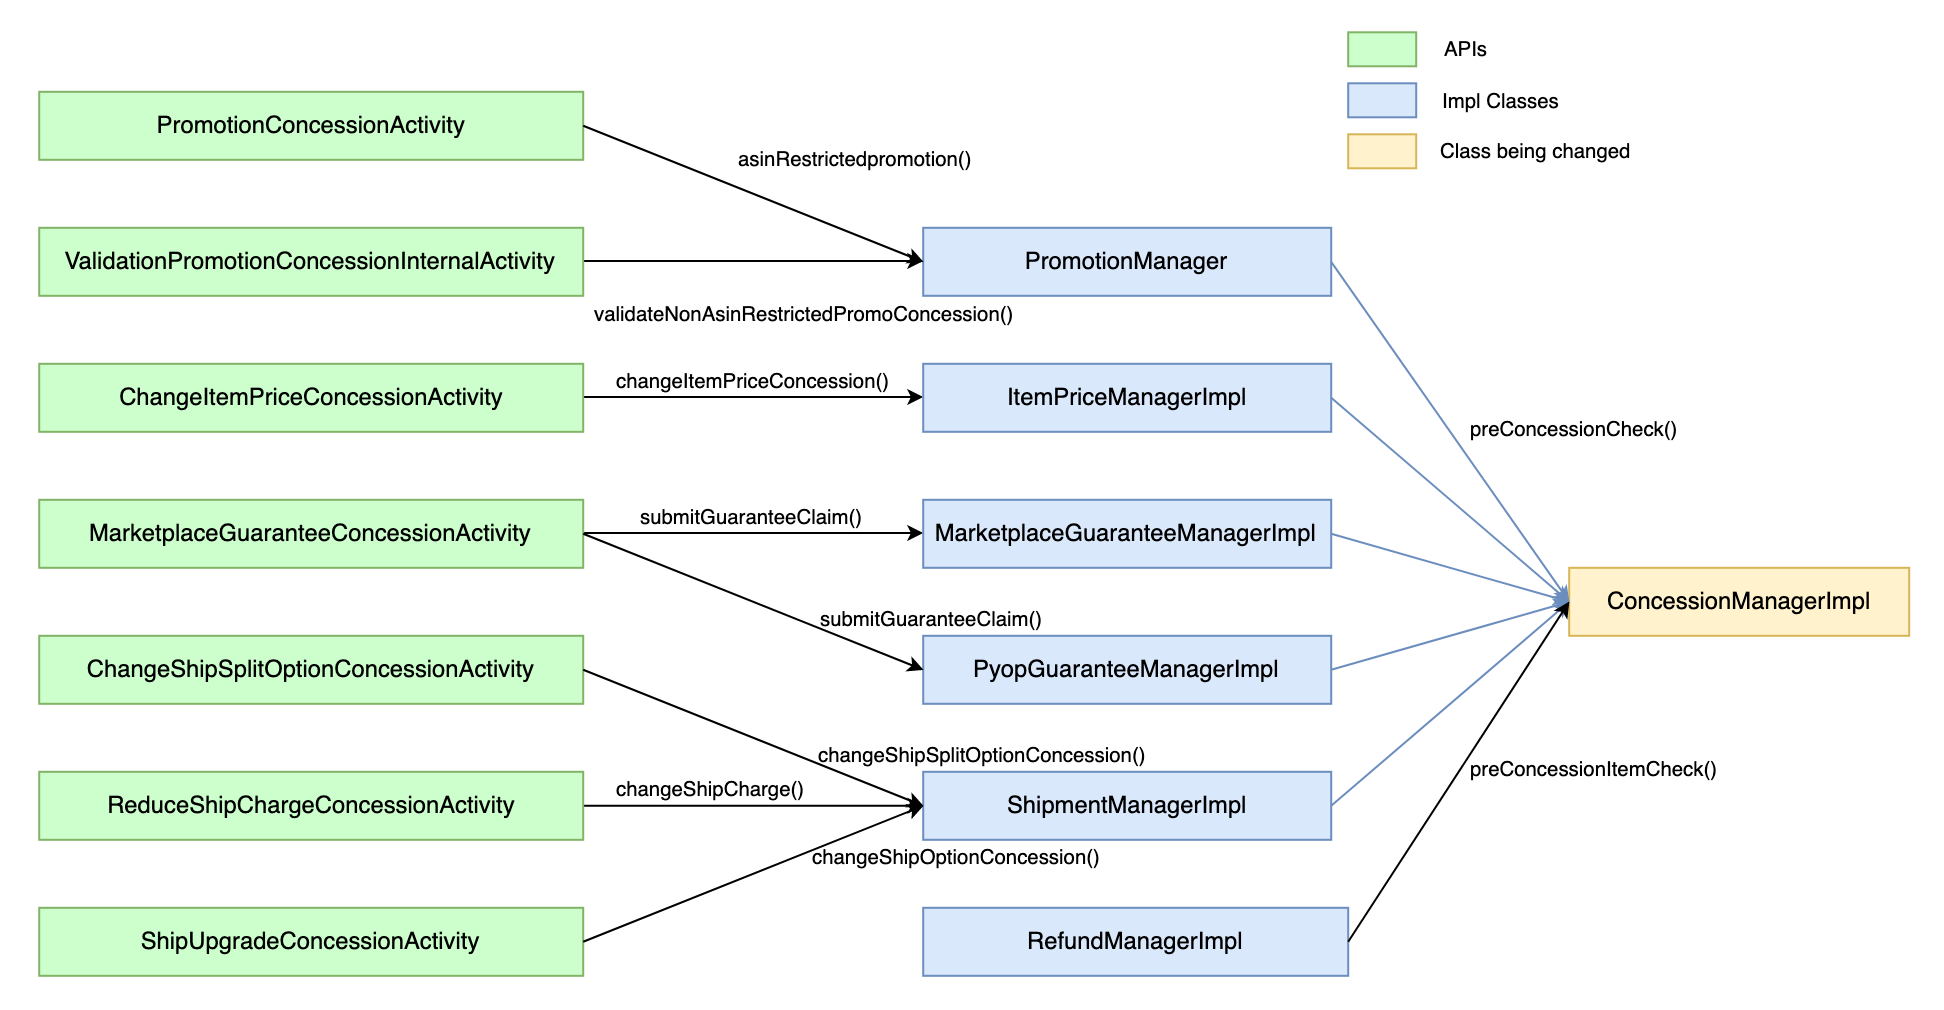 APIs
Impl Classes
Class being changed
PromotionConcessionActivity
asinRestrictedpromotion()
ValidationPromotionConcessionInternalActivity
PromotionManager
validateNonAsinRestrictedPromoConcession()
ChangeItemPriceConcessionActivity
changeItemPriceConcession()
ItemPriceManagerImpl
preConcessionCheck()
MarketplaceGuaranteeConcessionActivity
submitGuaranteeClaim()
MarketplaceGuaranteeManagerImpl
ConcessionManagerImpl
submitGuaranteeClaim()
ChangeShipSplitOptionConcessionActivity
PyopGuaranteeManagerImpl
changeShipSplitOptionConcession()
preConcessionItemCheck()
ReduceShipChargeConcessionActivity
changeShipCharge()
ShipmentManagerImpl
changeShipOptionConcession()
ShipUpgradeConcessionActivity
RefundManagerImpl